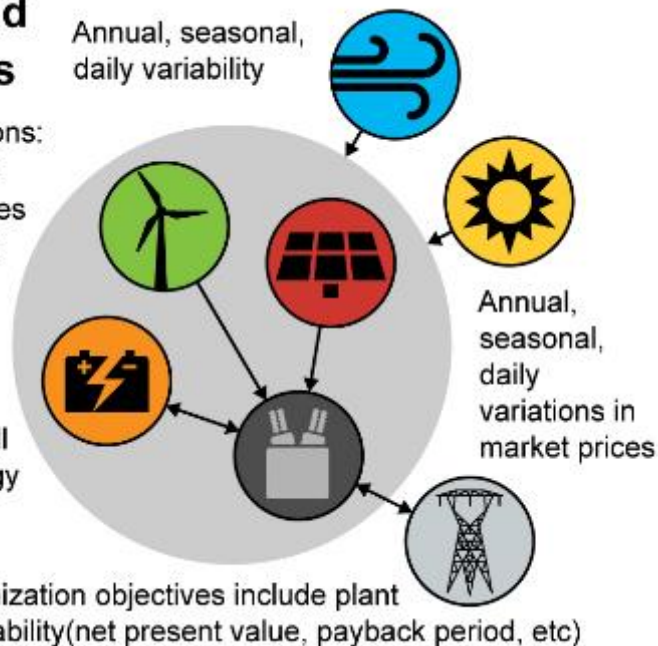 d
Annual, seasonal,
daily variability
s
ons:
es
Annual,
seasonal,
daily
variations in
market prices
ll
gy
ization objectives include plant
ability(net present value, payback period, etc)